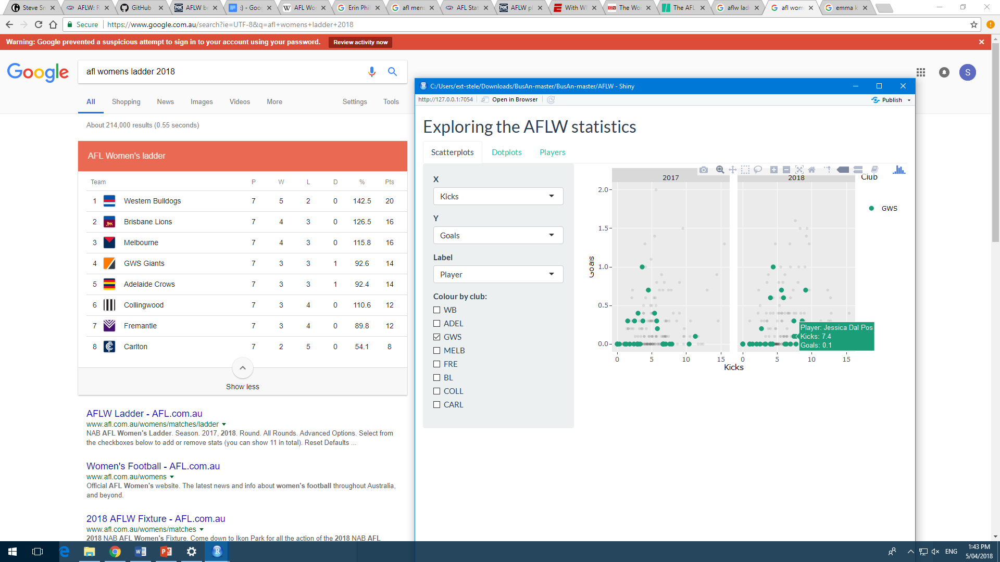 Steve Sm
AFLW: R
GitHub
AFLW be
:) - Goo
AFL Wo
Erin Phil
afl mens
AFL Stat
AFLW pl
With W
The Wo
The AFL
aflw lad
afl wom
emma k
Secure
https://www.google.com.au/search?ie=UTF-8&q=afl+womens+ladder+2018
Warning: Google prevented a suspicious attempt to sign in to your account using your password.
Review activity now
Google
afl womens ladder 2018
S
All Shopping News Images Videos More Settings Tools
About 214,000 results (0.55 seconds)
AFL Women's ladder
Team P W L D % Pts
1 Western Bulldogs 7 5 2 0 142.5 20
2 Brisbane Lions 7 4 3 0 126.5 16
3 Melbourne 7 4 3 0 115.8 16
4 GWS Giants 7 3 3 1 92.6 14
5 Adelaide Crows 7 3 3 1 92.4 14
6 Collingwood 7 3 4 0 110.6 12
7 Fremantle 7 3 4 0 89.8 12
8 Carlton 7 2 5 0 54.1 8
Show less
AFLW Ladder - AFL.com.au
www.afl.com.au/womens/matches/ladder
NAB AFL Women's Ladder. Season. 2017, 2018. Round. All Rounds. Advanced Options. Select from
the checkboxes below to add or remove stats (you can show 11 in total). Reset Defaults ...
Women's Football - AFL.com.au
www.afl.com.au/womens
Official AFL Women's website. The latest news and info about women's football throughout Australia,
and beyond.
2018 AFLW Fixture - AFL.com.au
www.afl.com.au/womens/matches
2018 NAB AFL Women's Fixture. Come down to Ikon Park for all the action of the 2018 NAB AFL
C:/Users/ext-stele/Downloads/BusAn-master/BusAn-master/AFLW - Shiny
http://127.0.0.1:7054
Open in Browser
Publish
Exploring the AFLW statistics
Scatterplots Dotplots Players
X
Kicks
Y
Goals
Label
Player
Colour by club:
WB
ADEL
GWS
MELB
FRE
BL
COLL
CARL
2017
2018
Club
GWS
2.0
1.5
1.0
0.5
0.0
Goals
Player: Jessica Dal Pos
Kicks: 7.4
Goals: 0.1
0 5 10 15
0 5 10 15
Kicks
ENG
1:43 PM
5/04/2018